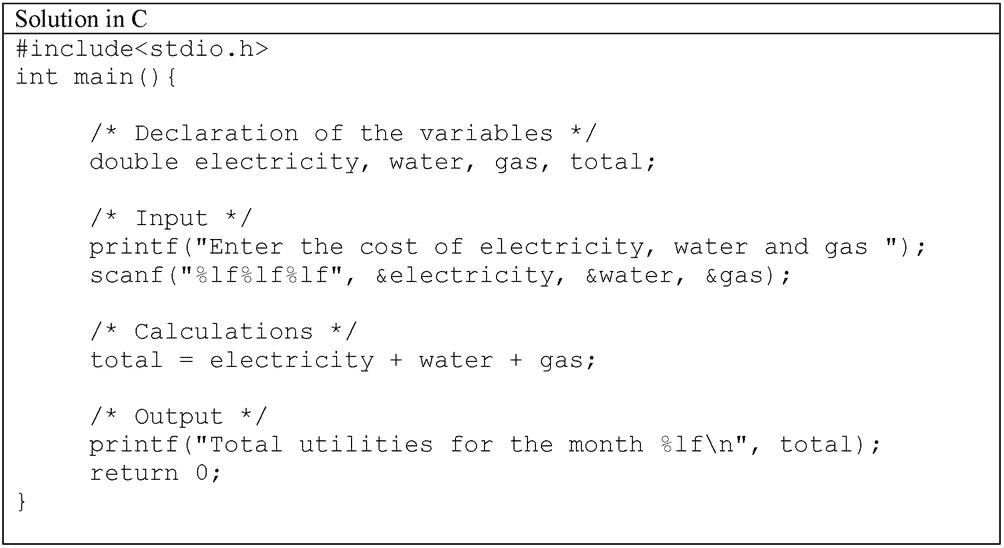 Solution in C
#include<stdio.h>
int main(){
/* Declaration of the variables */
double electricity, water, gas, total;
/* Input */
printf("Enter the cost of electricity, water and gas ");
scanf("%lf%lf%lf", &electricity, &water, &gas);
/* Calculations */
total = electricity + water + gas;
/* Output */
printf("Total utilities for the month %lf\n", total);
return 0;
}